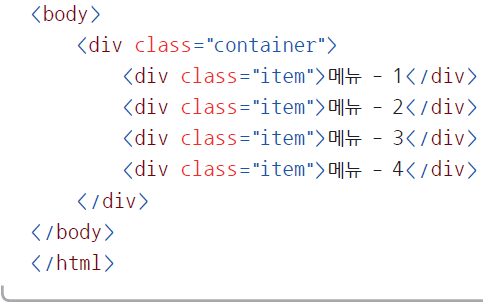 <body>
<div class="container">
<div class="item">메뉴 - 1</div>
<div class="item">메뉴 - 2</div>
<div class="item">메뉴 - 3</div>
<div class="item">메뉴 - 4</div>
</div>
</body>
</html>